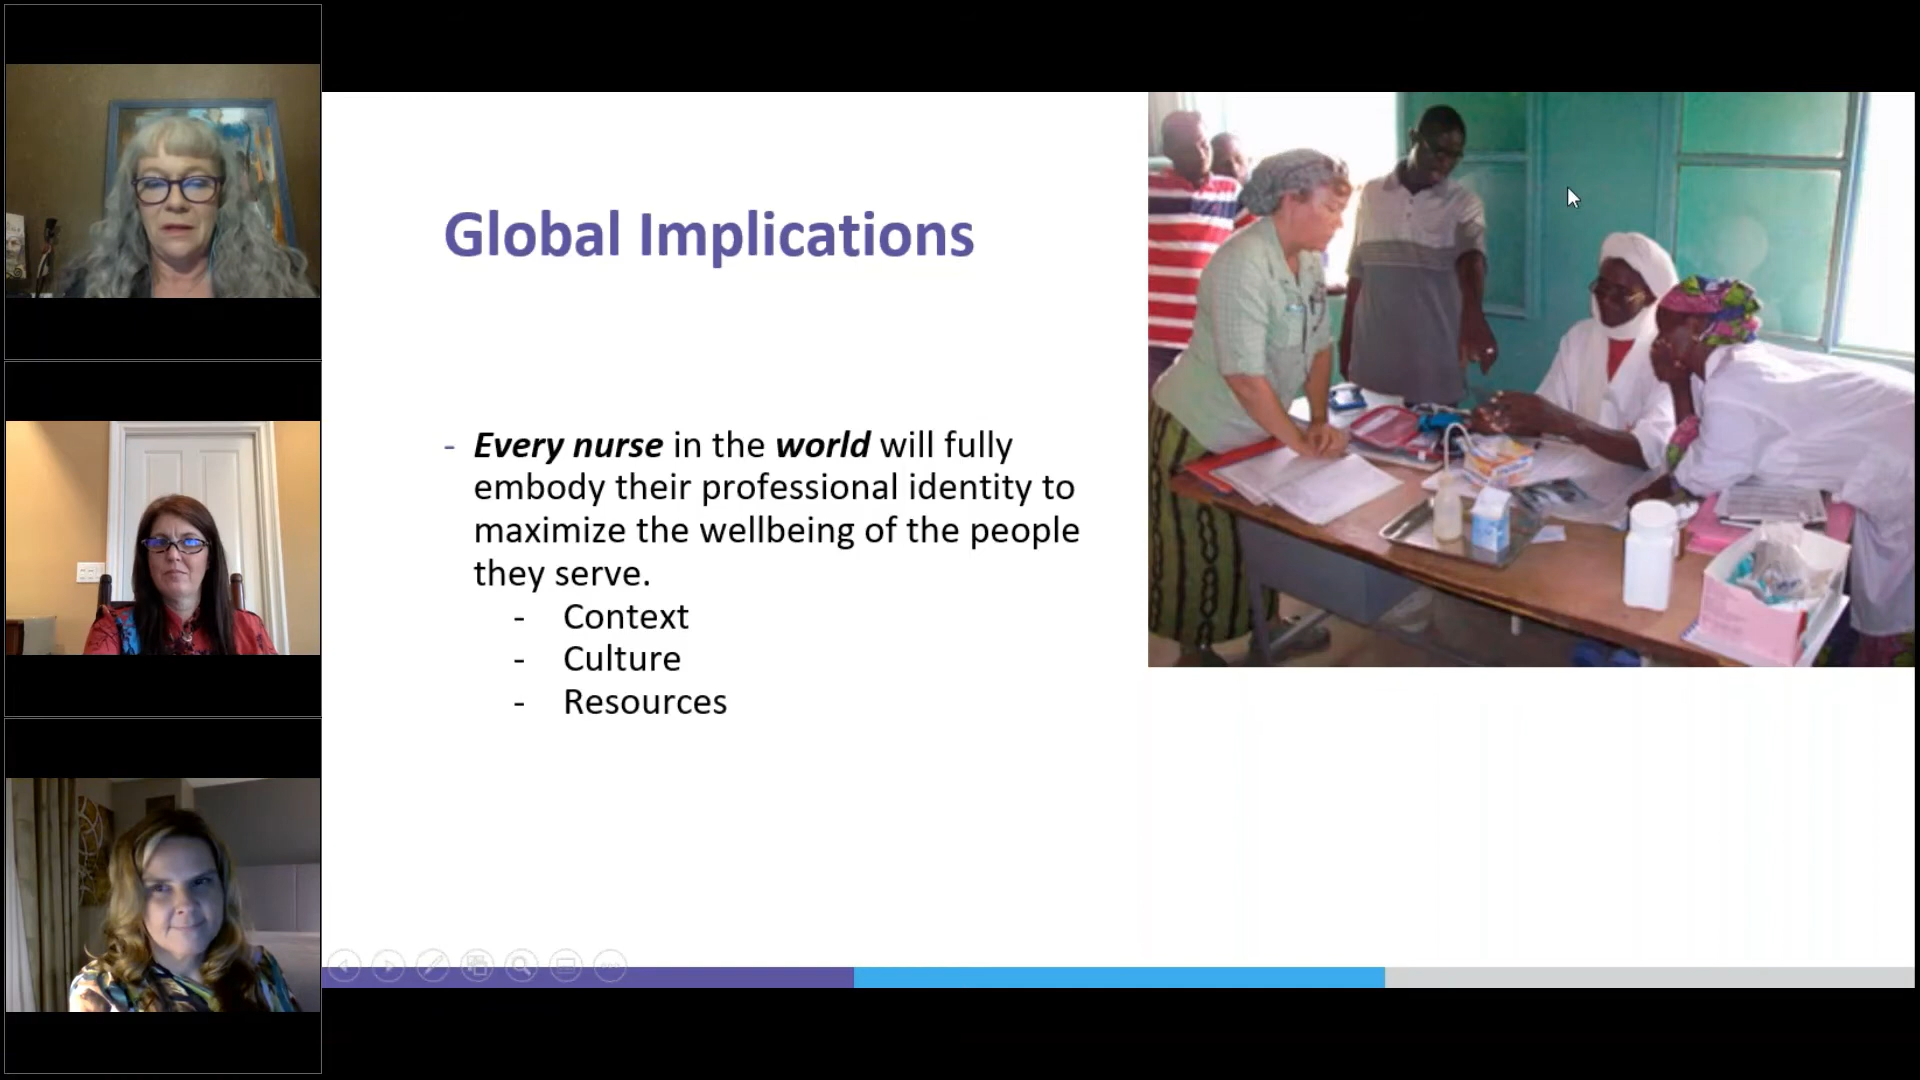 Global Implications
- Every nurse in the world will fully
embody their professional identity to
maximize the wellbeing of the people
they serve.
- Context
- Culture
- Resources